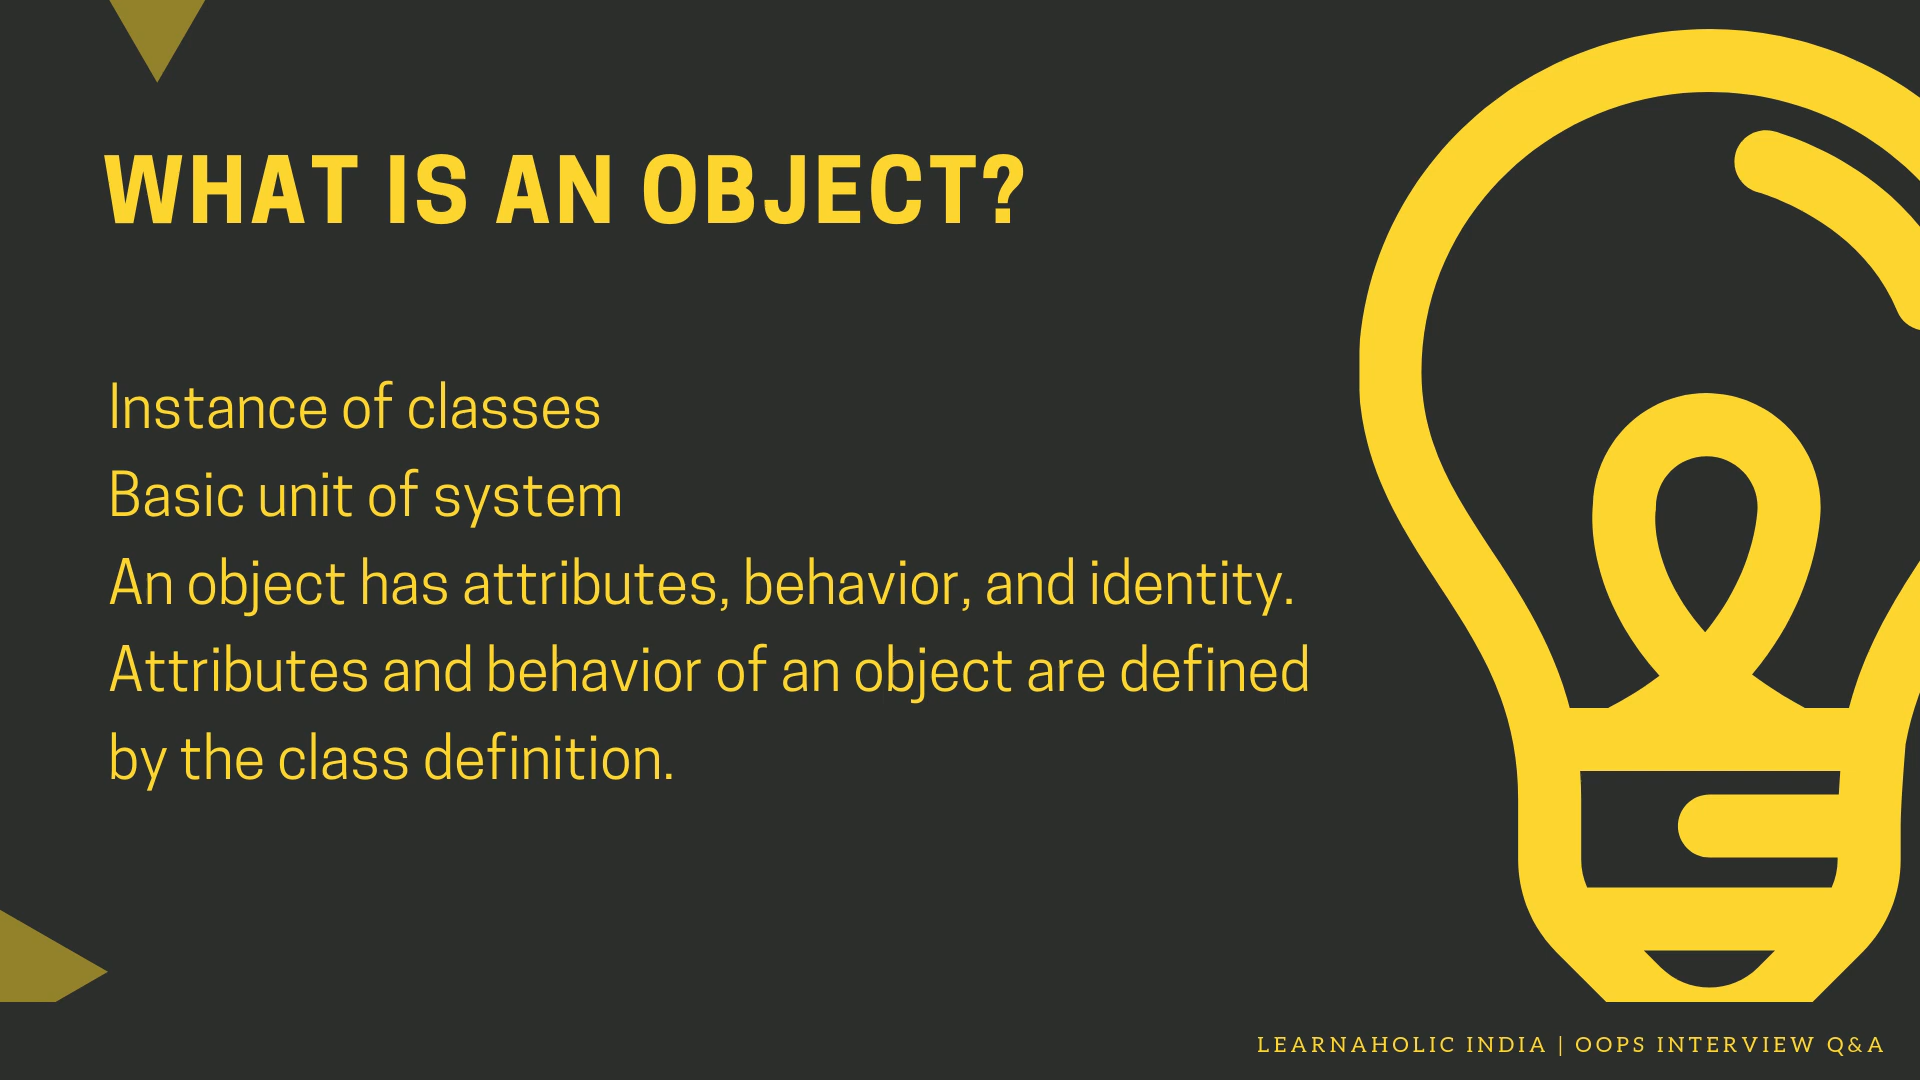 WHAT IS AN OBJECT?
Instance of classes
Basic unit of system
An object has attributes, behavior, and identity.
Attributes and behavior of an object are defined
by the class definition.
LEARNAHOLIC INDIA | OOPS INTERVIEW Q&A